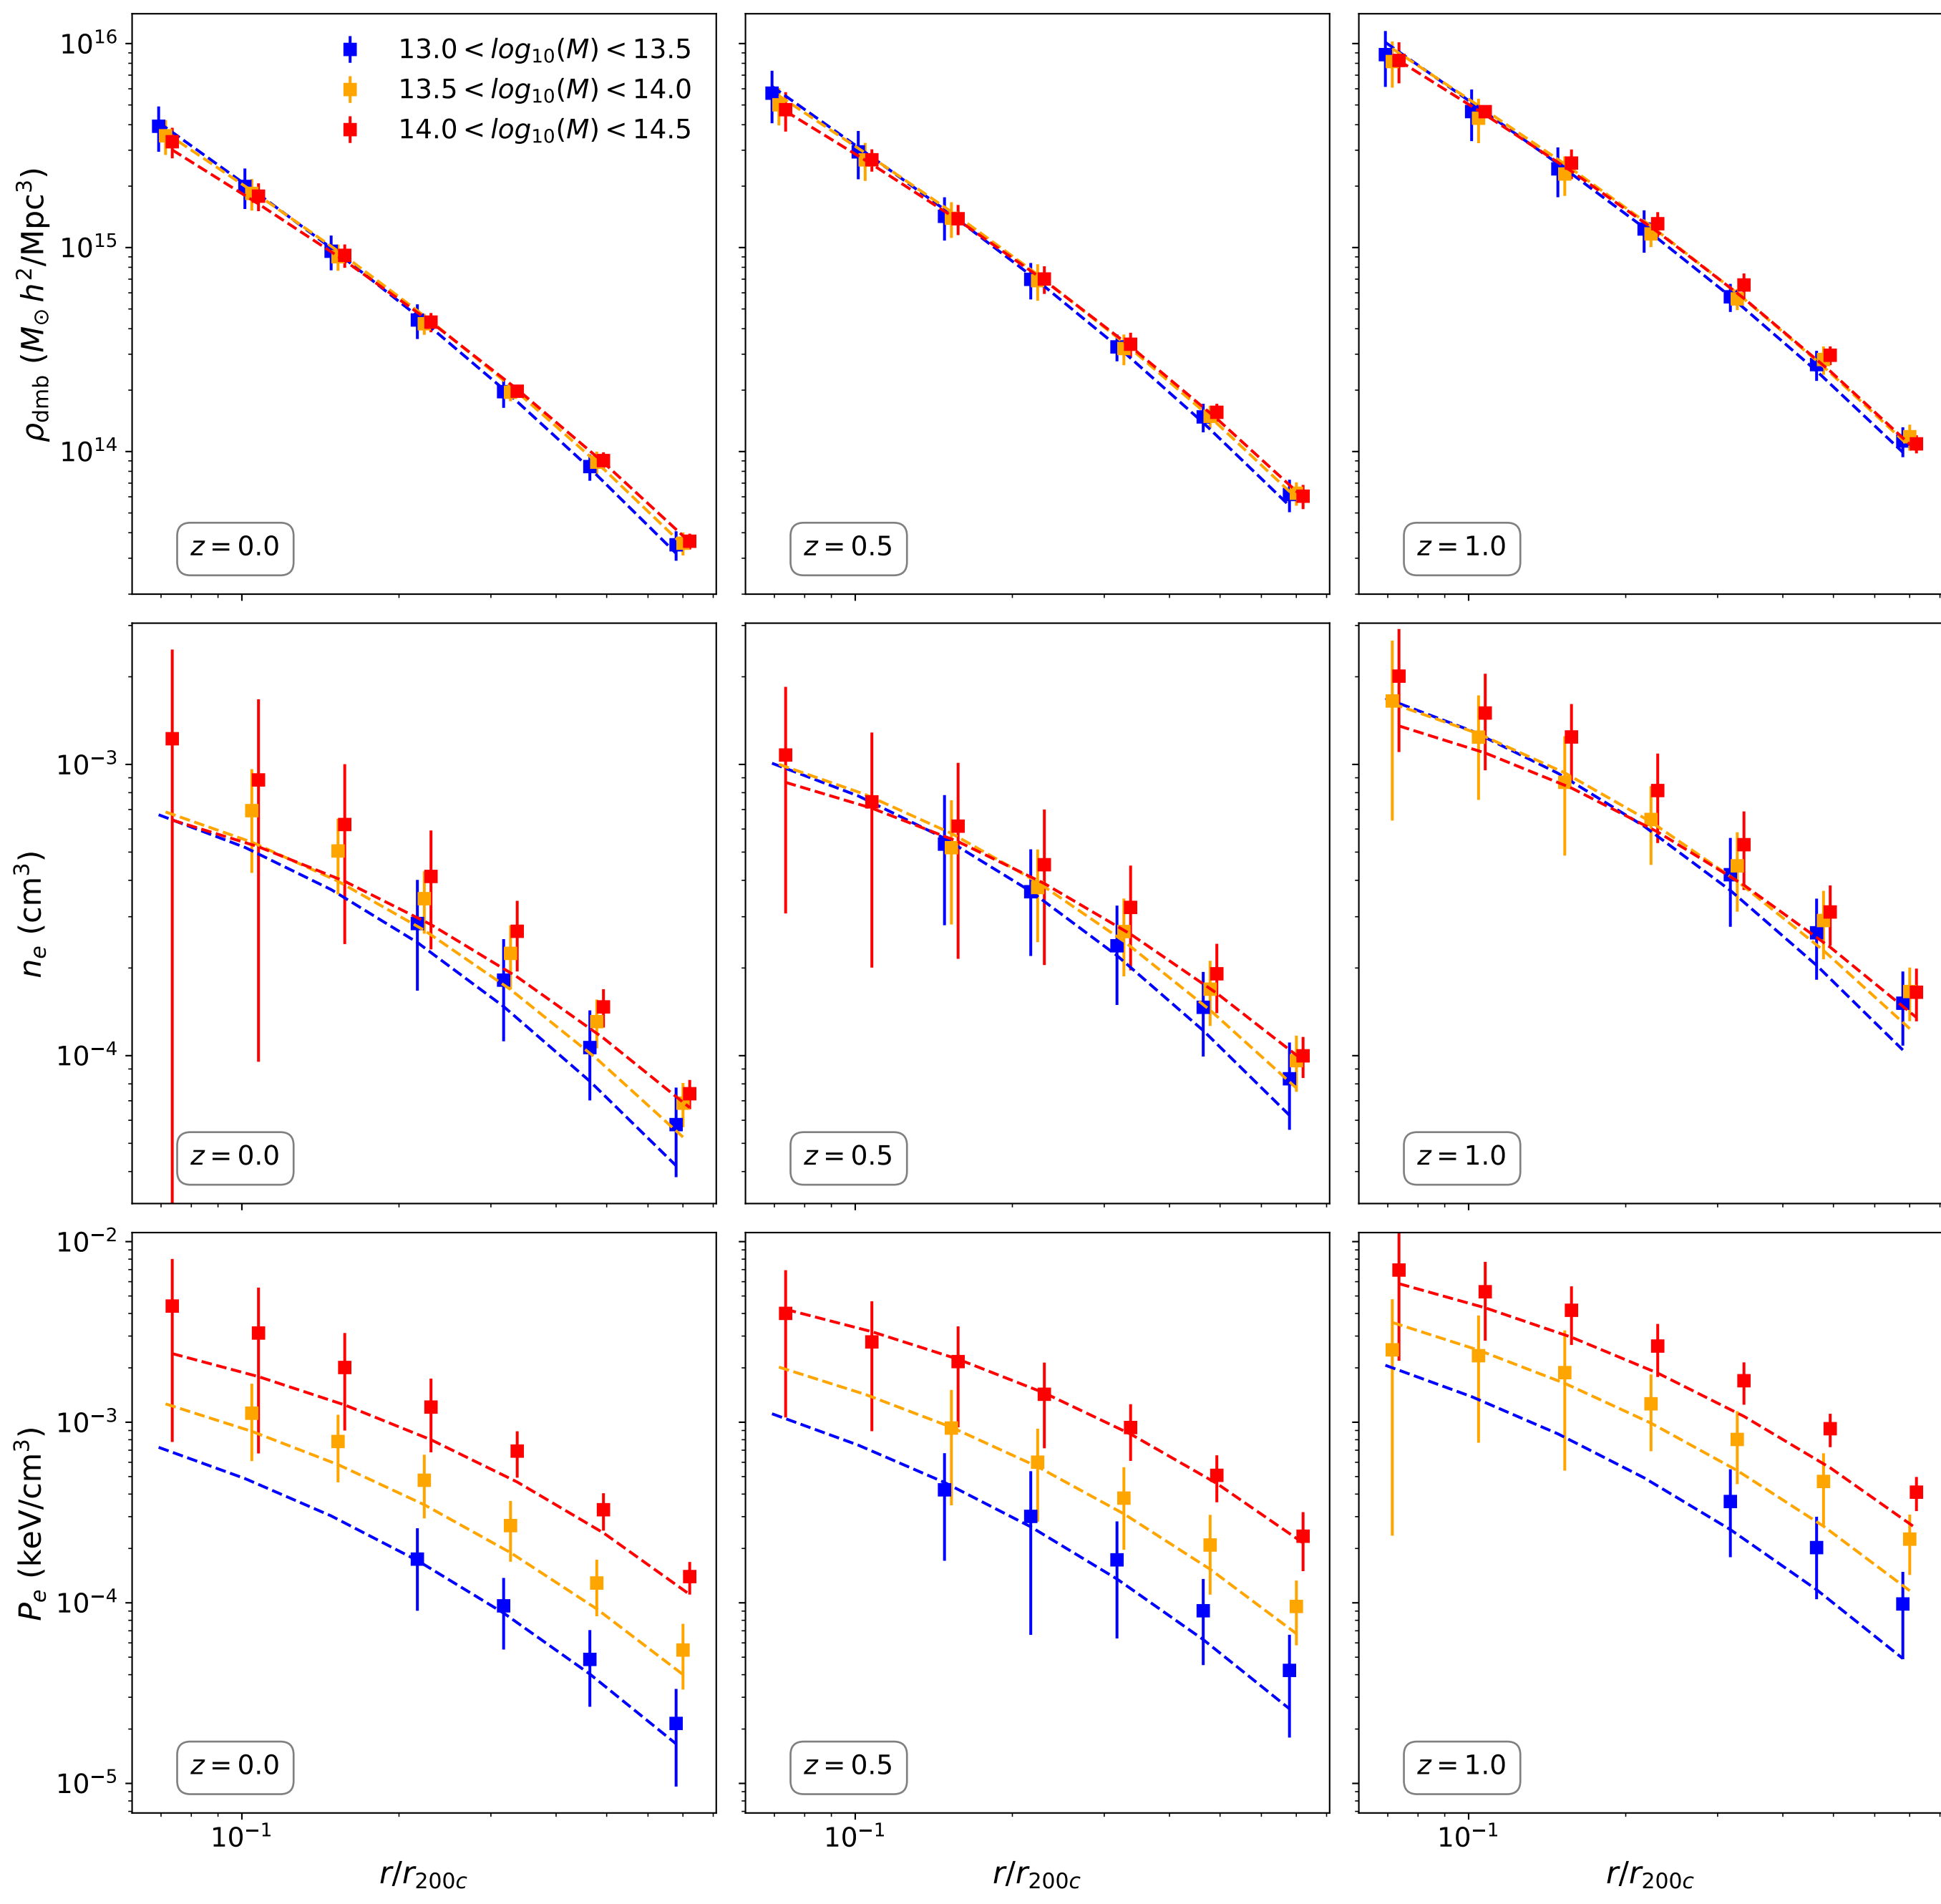 10^16
10^15
10^14
ρ_dmb (M_⊙ h^2/Mpc^3)
13.0 < log_10(M) < 13.5
13.5 < log_10(M) < 14.0
14.0 < log_10(M) < 14.5
z = 0.0
z = 0.5
z = 1.0
10^−3
10^−4
n_e (cm^3)
z = 0.0
z = 0.5
z = 1.0
10^−2
10^−3
10^−4
10^−5
P_e (keV/cm^3)
z = 0.0
z = 0.5
z = 1.0
10^−1
10^−1
10^−1
r/r_200c
r/r_200c
r/r_200c